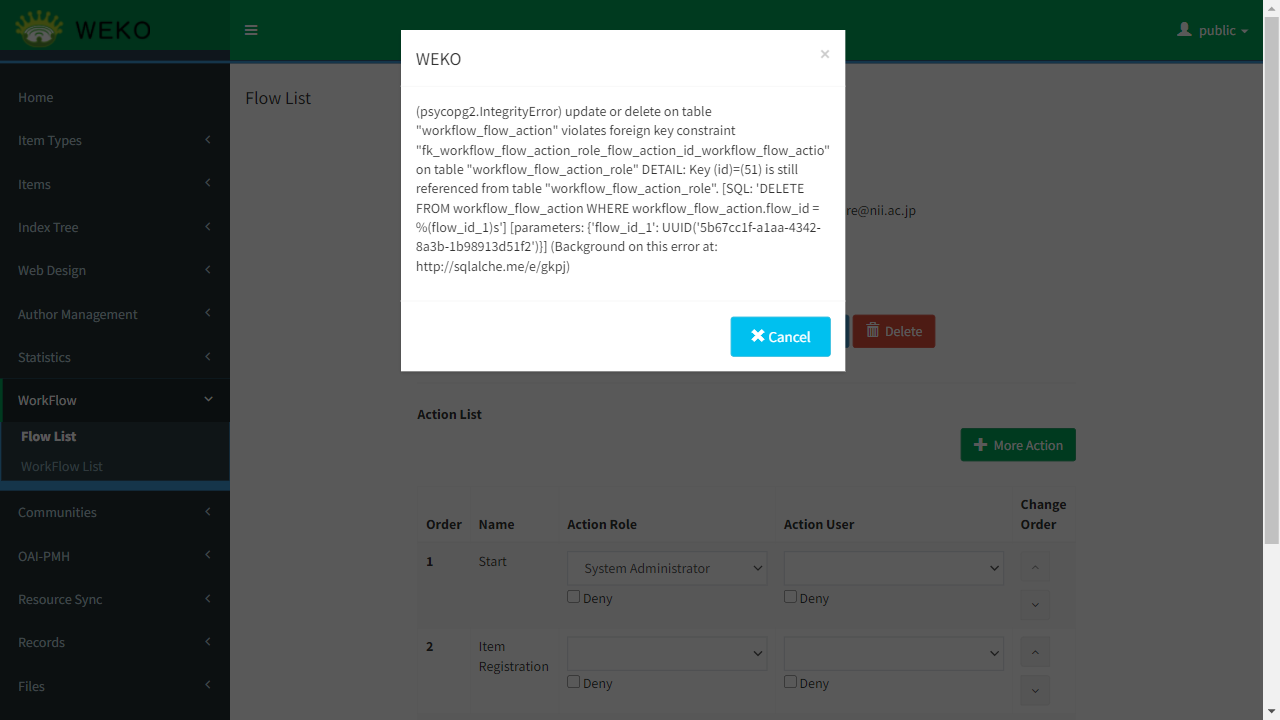 WEKO
public
Home
Item Types
Items
Index Tree
Web Design
Author Management
Statistics
WorkFlow
Flow List
WorkFlow List
Communities
OAI-PMH
Resource Sync
Records
Files
Flow List
WEKO
×
(psycopg2.IntegrityError) update or delete on table
"workflow_flow_action" violates foreign key constraint
"fk_workflow_flow_action_role_flow_action_id_workflow_flow_actio"
on table "workflow_flow_action_role" DETAIL: Key (id)=(51) is still
referenced from table "workflow_flow_action_role". [SQL: 'DELETE
FROM workflow_flow_action WHERE workflow_flow_action.flow_id =
%(flow_id_1)s'] [parameters: {'flow_id_1': UUID('5b67cc1f-a1aa-4342-
8a3b-1b98913d51f2')}] (Background on this error at:
http://sqlalche.me/e/gkpj)
Cancel
re@nii.ac.jp
Delete
Action List
More Action
Order Name Action Role Action User Change Order
1 Start System Administrator
Deny Deny
2 Item
Registration
Deny Deny